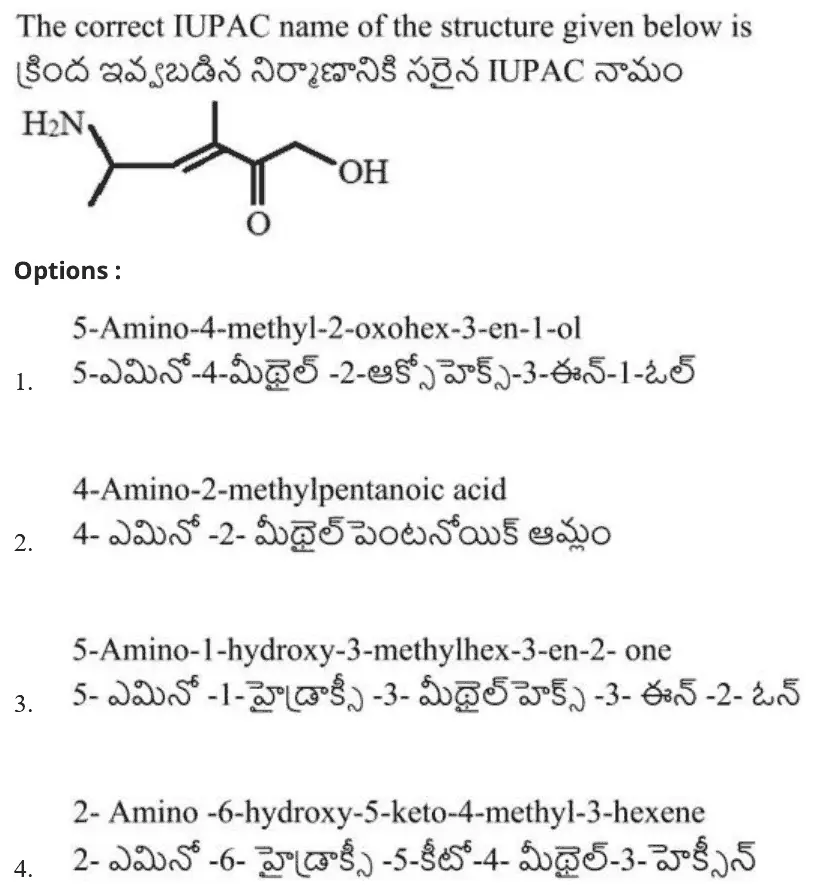 The correct IUPAC name of the structure given below is
క్రింద ఇవ్వబడిన నిర్మాణానికి సరైన IUPAC నామం
H₂N
OH
O
Options :
5-Amino-4-methyl-2-oxohex-3-en-1-ol
1. 5-ఎమినో-4-మీథైల్ -2-ఆక్సోహెక్స్-3-ఈన్-1-ఓల్
4-Amino-2-methylpentanoic acid
2. 4- ఎమినో -2- మీథైల్ పెంటనోయిక్ ఆమ్లం
5-Amino-1-hydroxy-3-methylhex-3-en-2- one
3. 5- ఎమినో -1-హైడ్రాక్సీ -3- మీథైల్ హెక్స్ -3- ఈన్ -2- ఓన్
2- Amino -6-hydroxy-5-keto-4-methyl-3-hexene
4. 2- ఎమినో -6- హైడ్రాక్సీ -5-కీటో-4- మీథైల్-3-హెక్సీన్